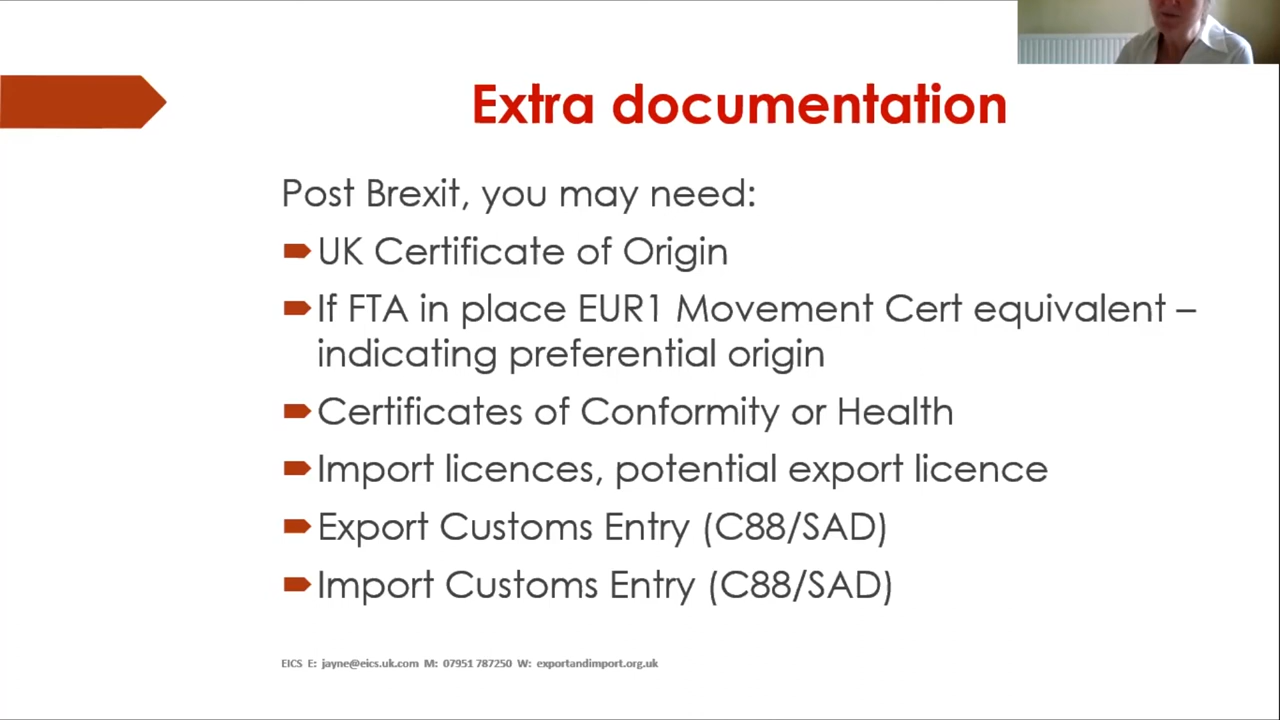 Extra documentation
Post Brexit, you may need:
UK Certificate of Origin
If FTA in place EUR1 Movement Cert equivalent –
indicating preferential origin
Certificates of Conformity or Health
Import licences, potential export licence
Export Customs Entry (C88/SAD)
Import Customs Entry (C88/SAD)
EICS E: jayne@eics.uk.com M: 07951 787250 W: exportandimport.org.uk